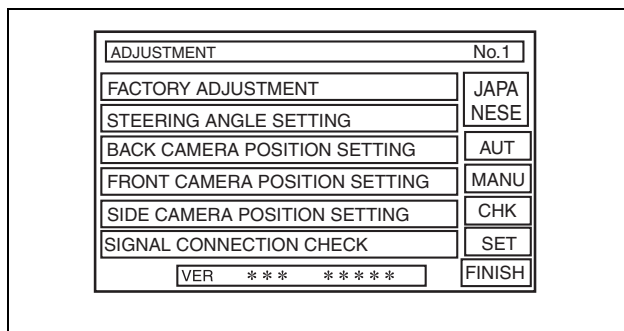 ADJUSTMENT No.1
FACTORY ADJUSTMENT
JAPA
NESE
STEERING ANGLE SETTING
BACK CAMERA POSITION SETTING AUT
FRONT CAMERA POSITION SETTING MANU
SIDE CAMERA POSITION SETTING CHK
SIGNAL CONNECTION CHECK SET
VER *** ***** FINISH